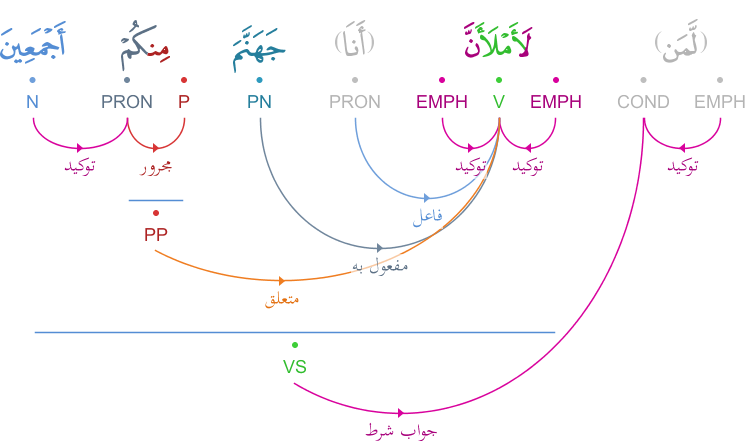 (لَّمَن) لَأَمْلَأَنَّ (أَنَا) جَهَنَّمَ مِنكُمْ أَجْمَعِينَ
N PRON P PN PRON EMPH V EMPH COND EMPH
توكيد توكيد توكيد مجرور توكيد
فاعل
PP
مفعول به
متعلق
VS
جواب شرط